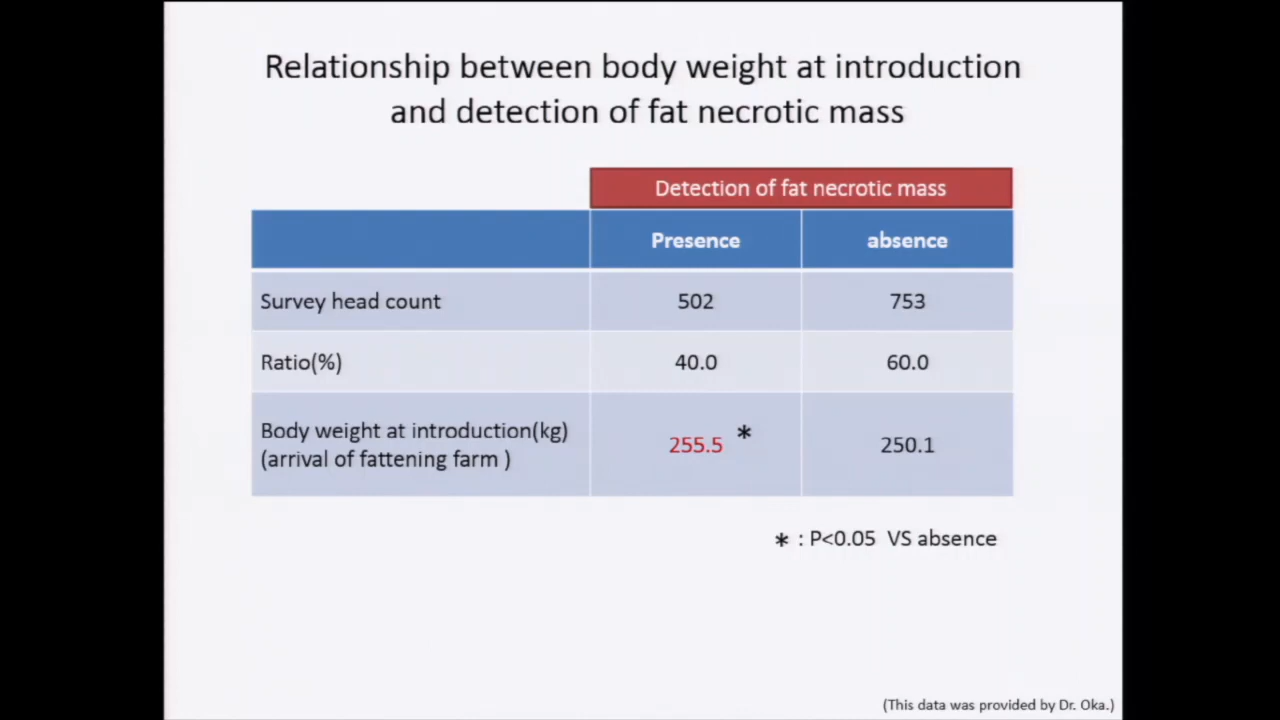 Relationship between body weight at introduction
and detection of fat necrotic mass
Detection of fat necrotic mass
Presence absence
Survey head count 502 753
Ratio(%) 40.0 60.0
Body weight at introduction(kg)
(arrival of fattening farm ) 255.5 * 250.1
* : P<0.05 VS absence
(This data was provided by Dr. Oka.)